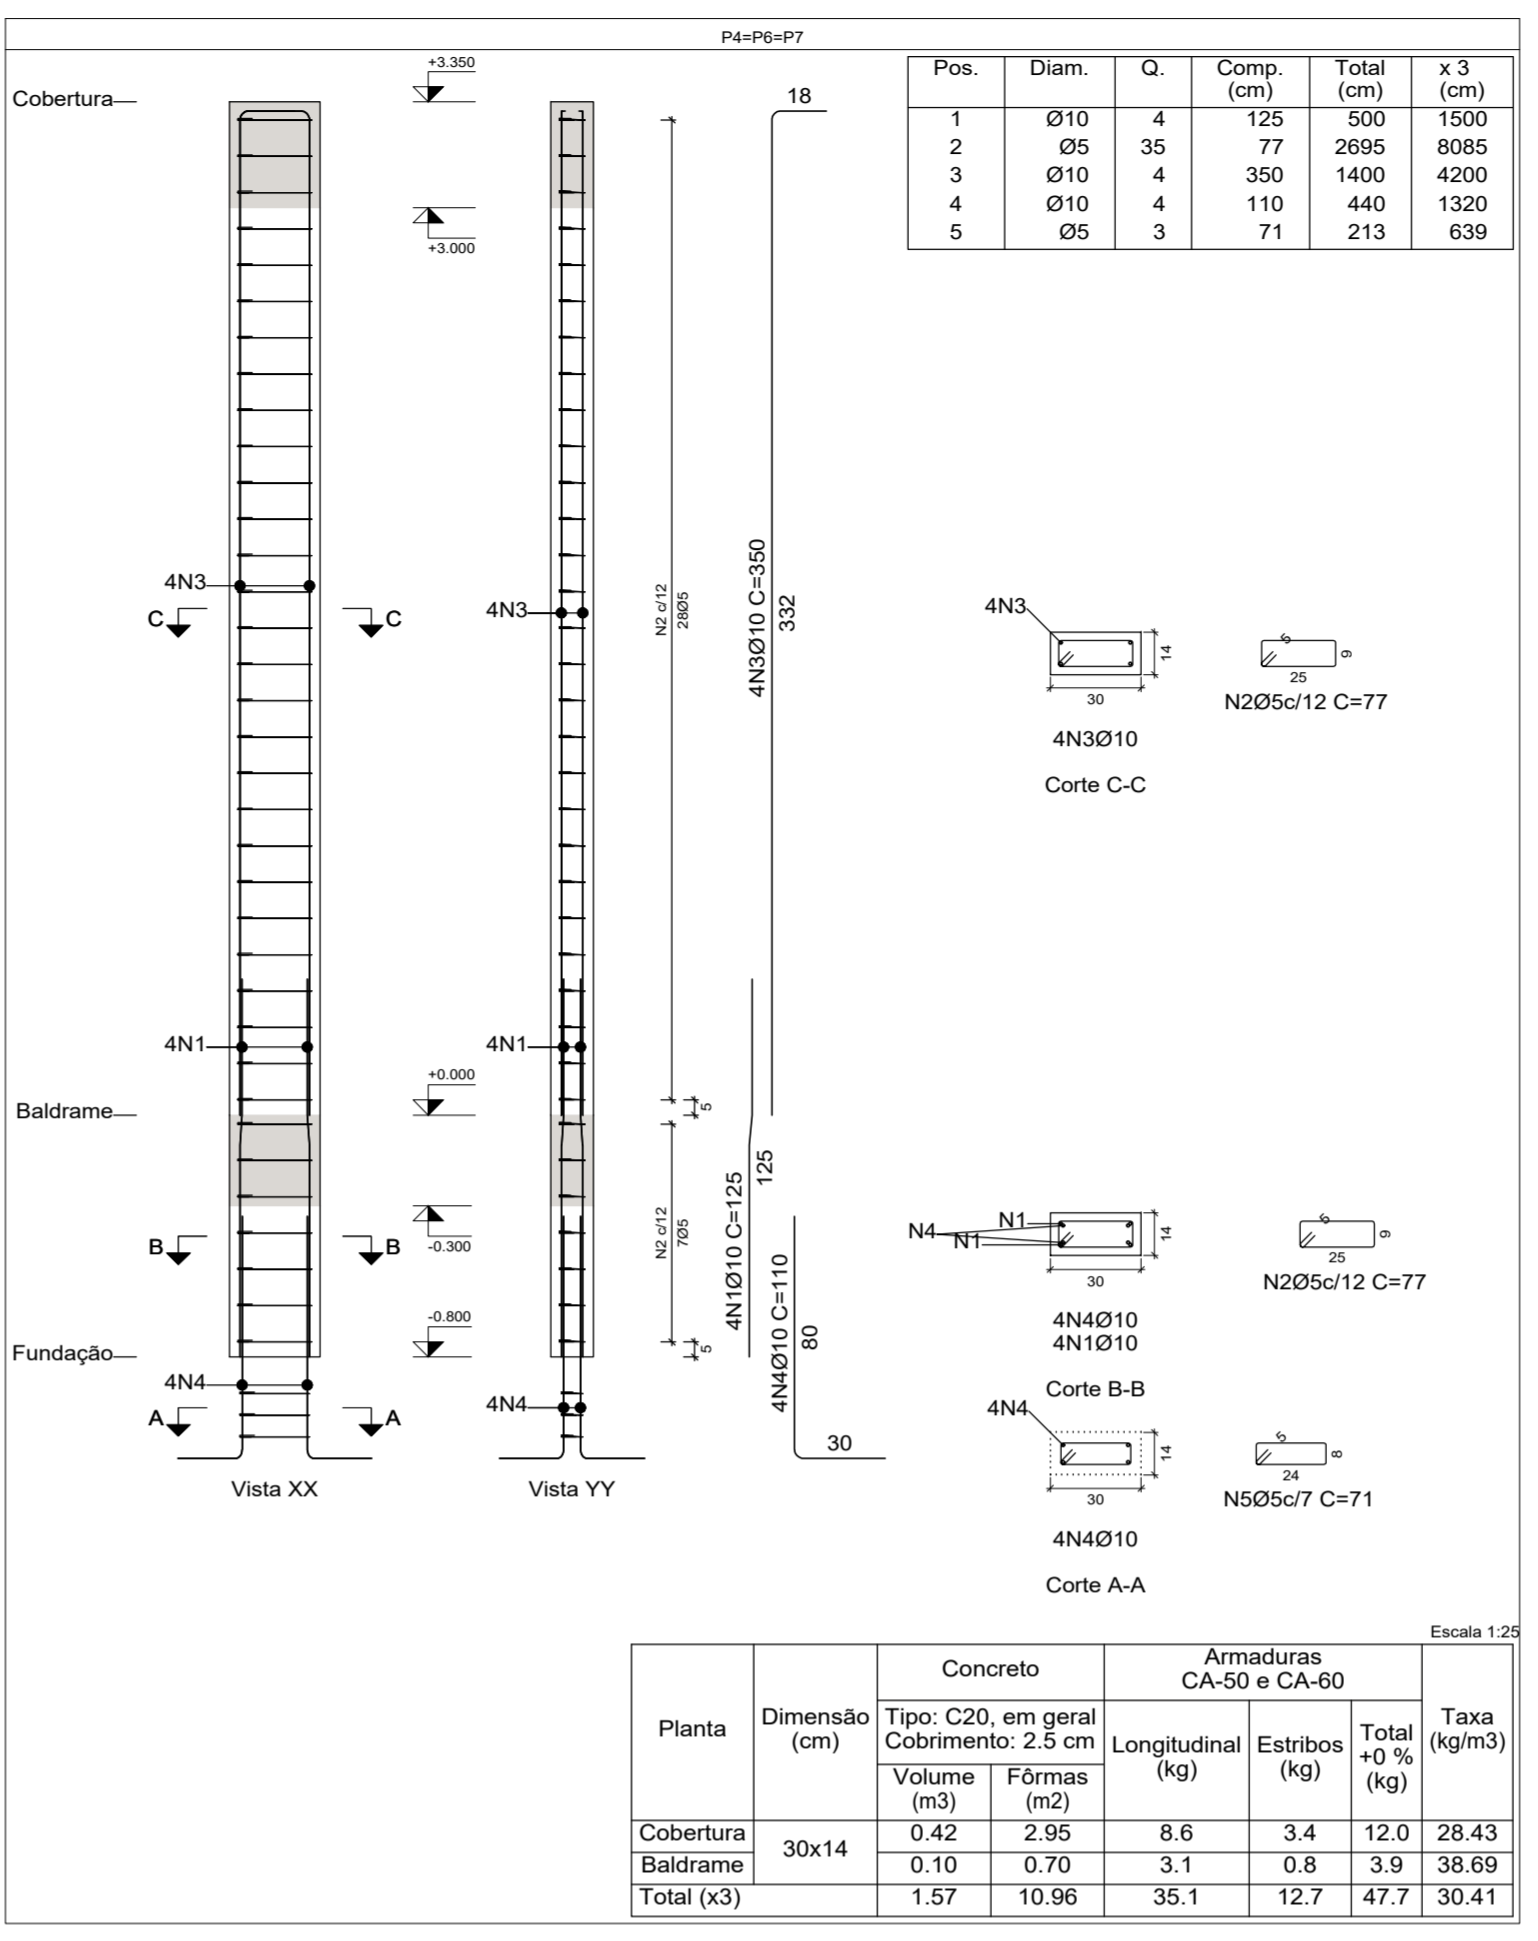 P4=P6=P7
Cobertura
+3.350
+3.000
18
Pos. Diam. Q. Comp. (cm) Total (cm) x 3 (cm)
1 Ø10 4 125 500 1500
2 Ø5 35 77 2695 8085
3 Ø10 4 350 1400 4200
4 Ø10 4 110 440 1320
5 Ø5 3 71 213 639
4N3
C C
4N3
N2 c/12
28Ø5
4N3Ø10 C=350
332
4N3
14
30
4N3Ø10
Corte C-C
5
9
25
N2Ø5c/12 C=77
4N1
4N1
+0.000
Baldrame
5
-0.300
B B
N2 c/12
7Ø5
4N1Ø10 C=125
125
-0.800
Fundação
5
4N4Ø10 C=110
80
30
N4 N1
N1
14
30
4N4Ø10
4N1Ø10
Corte B-B
5
9
25
N2Ø5c/12 C=77
4N4
A A
4N4
Vista XX
Vista YY
4N4
14
30
4N4Ø10
Corte A-A
5
8
24
N5Ø5c/7 C=71
Escala 1:25
Planta
Dimensão
(cm)
Concreto
Tipo: C20, em geral
Cobrimento: 2.5 cm
Volume
(m3)
Fôrmas
(m2)
Armaduras
CA-50 e CA-60
Longitudinal
(kg)
Estribos
(kg)
Total
+0 %
(kg)
Taxa
(kg/m3)
Cobertura 30x14 0.42 2.95 8.6 3.4 12.0 28.43
Baldrame 0.10 0.70 3.1 0.8 3.9 38.69
Total (x3) 1.57 10.96 35.1 12.7 47.7 30.41